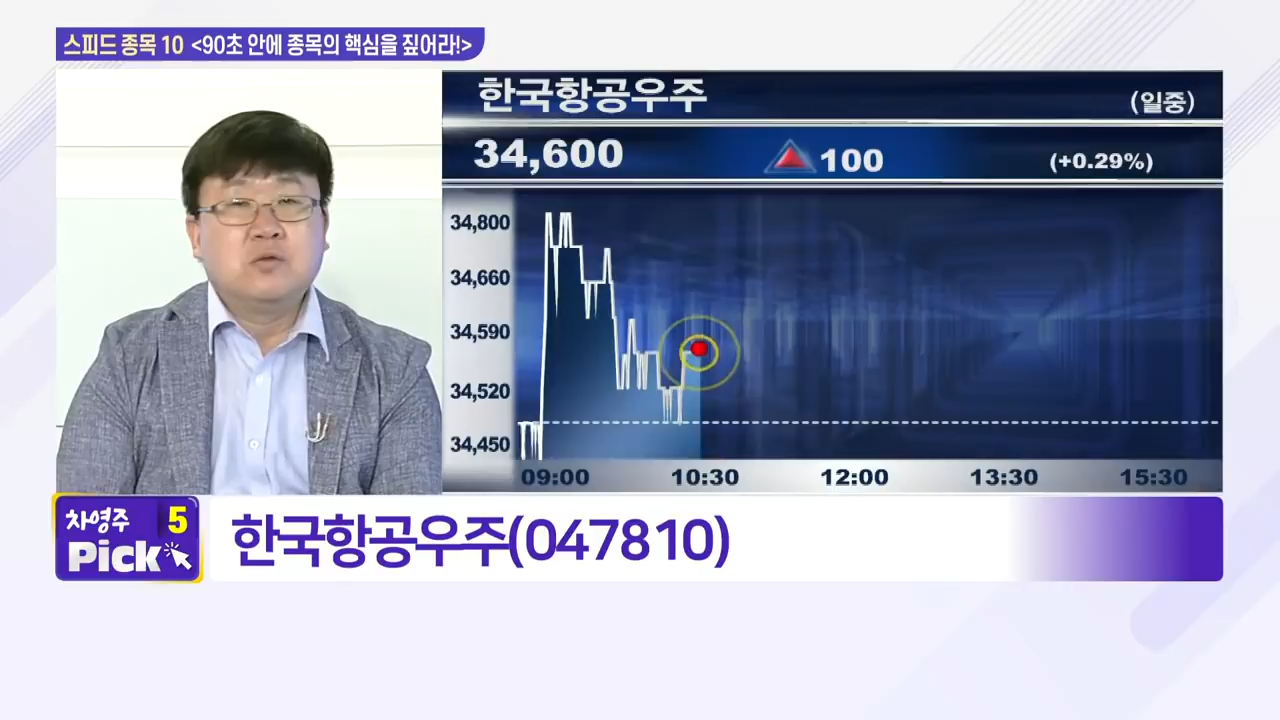 스피드 종목 10 <90초 안에 종목의 핵심을 짚어라!>
한국항공우주
(일중)
34,600
100
(+0.29%)
34,800
34,660
34,590
34,520
34,450
09:00
10:30
12:00
13:30
15:30
차영주 5
Pick
한국항공우주(047810)